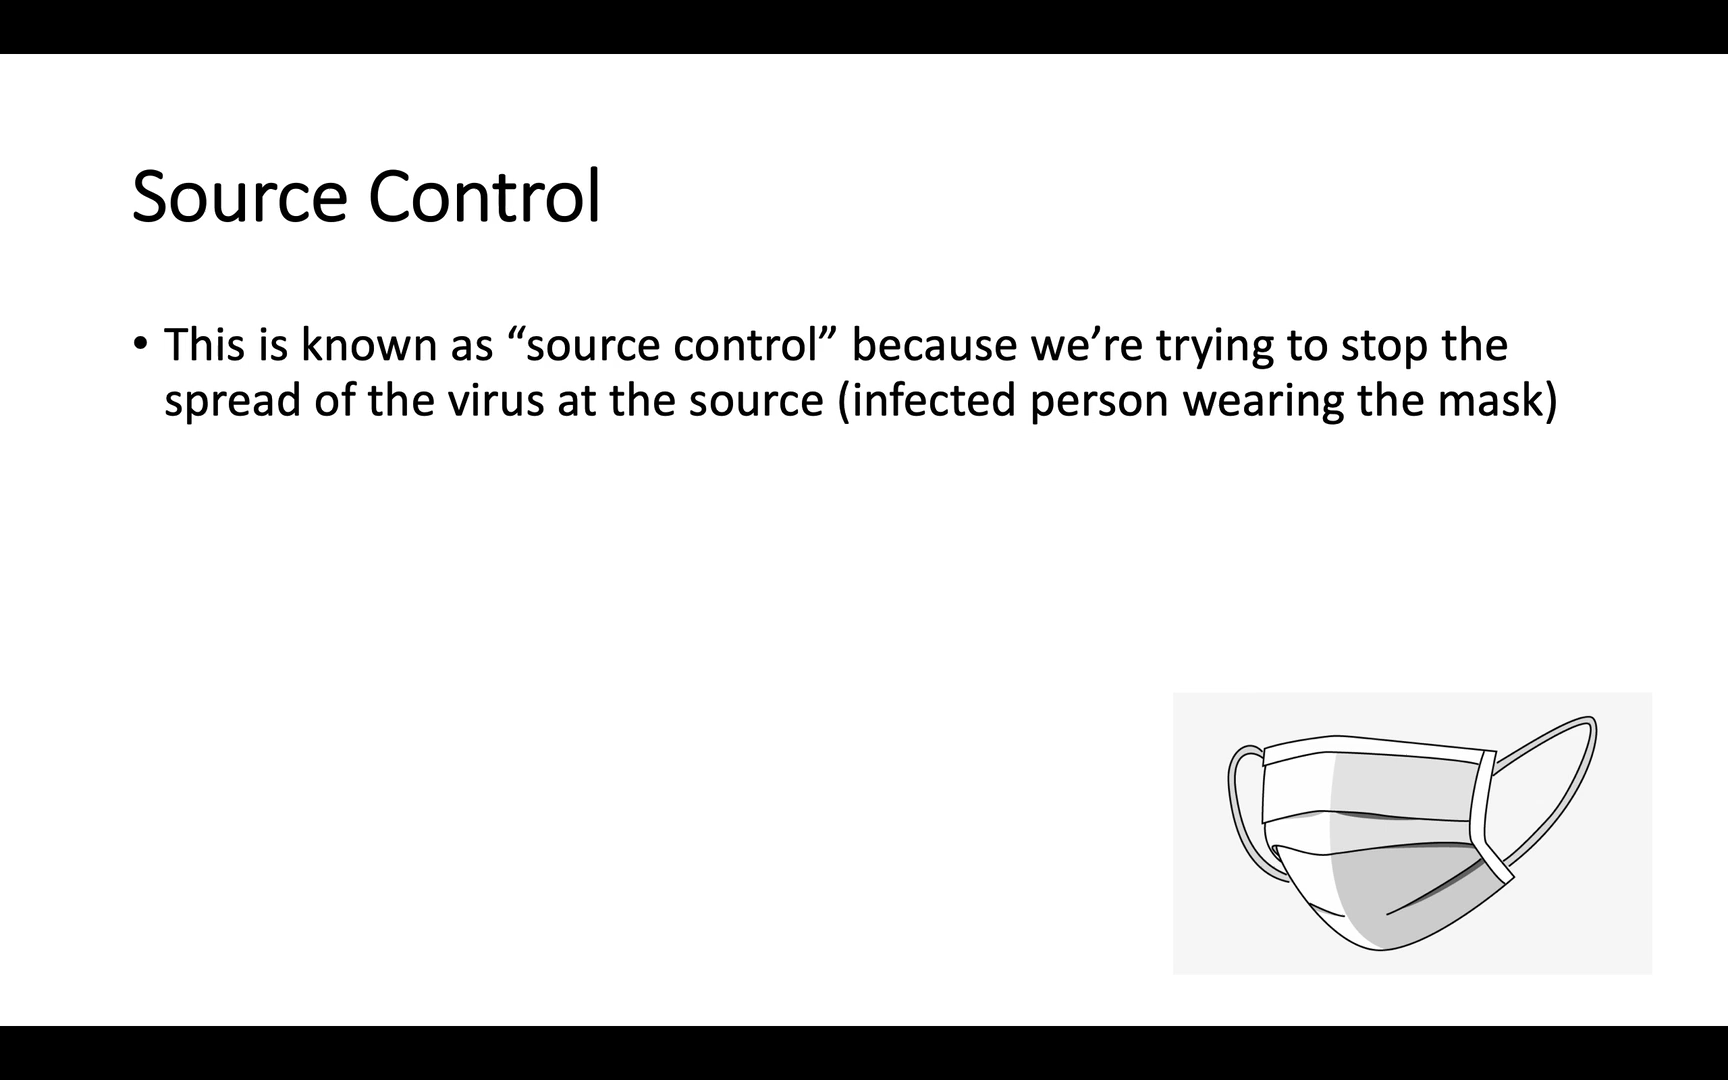 Source Control
• This is known as “source control” because we’re trying to stop the
spread of the virus at the source (infected person wearing the mask)